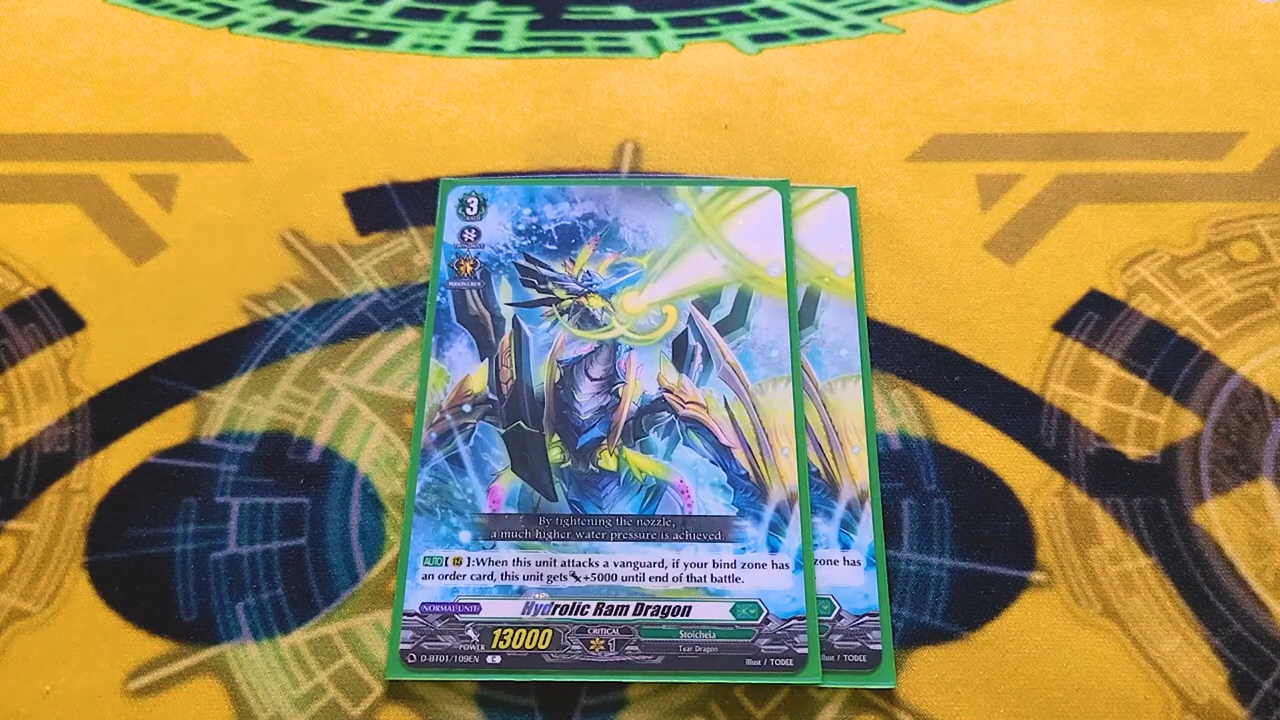 3
PERSONA RIDE
By tightening the nozzle,
a much higher water pressure is achieved.
AUTO [ ]:When this unit attacks a vanguard, if your bind zone has
an order card, this unit gets +5000 until end of that battle.
zone has
NORMAL UNIT
Hydrolic Ram Dragon
POWER 13000
CRITICAL
1
Stoicheia
Tear Dragon
D-BT01/109EN C
Illust / TODEE
Illust / TODEE